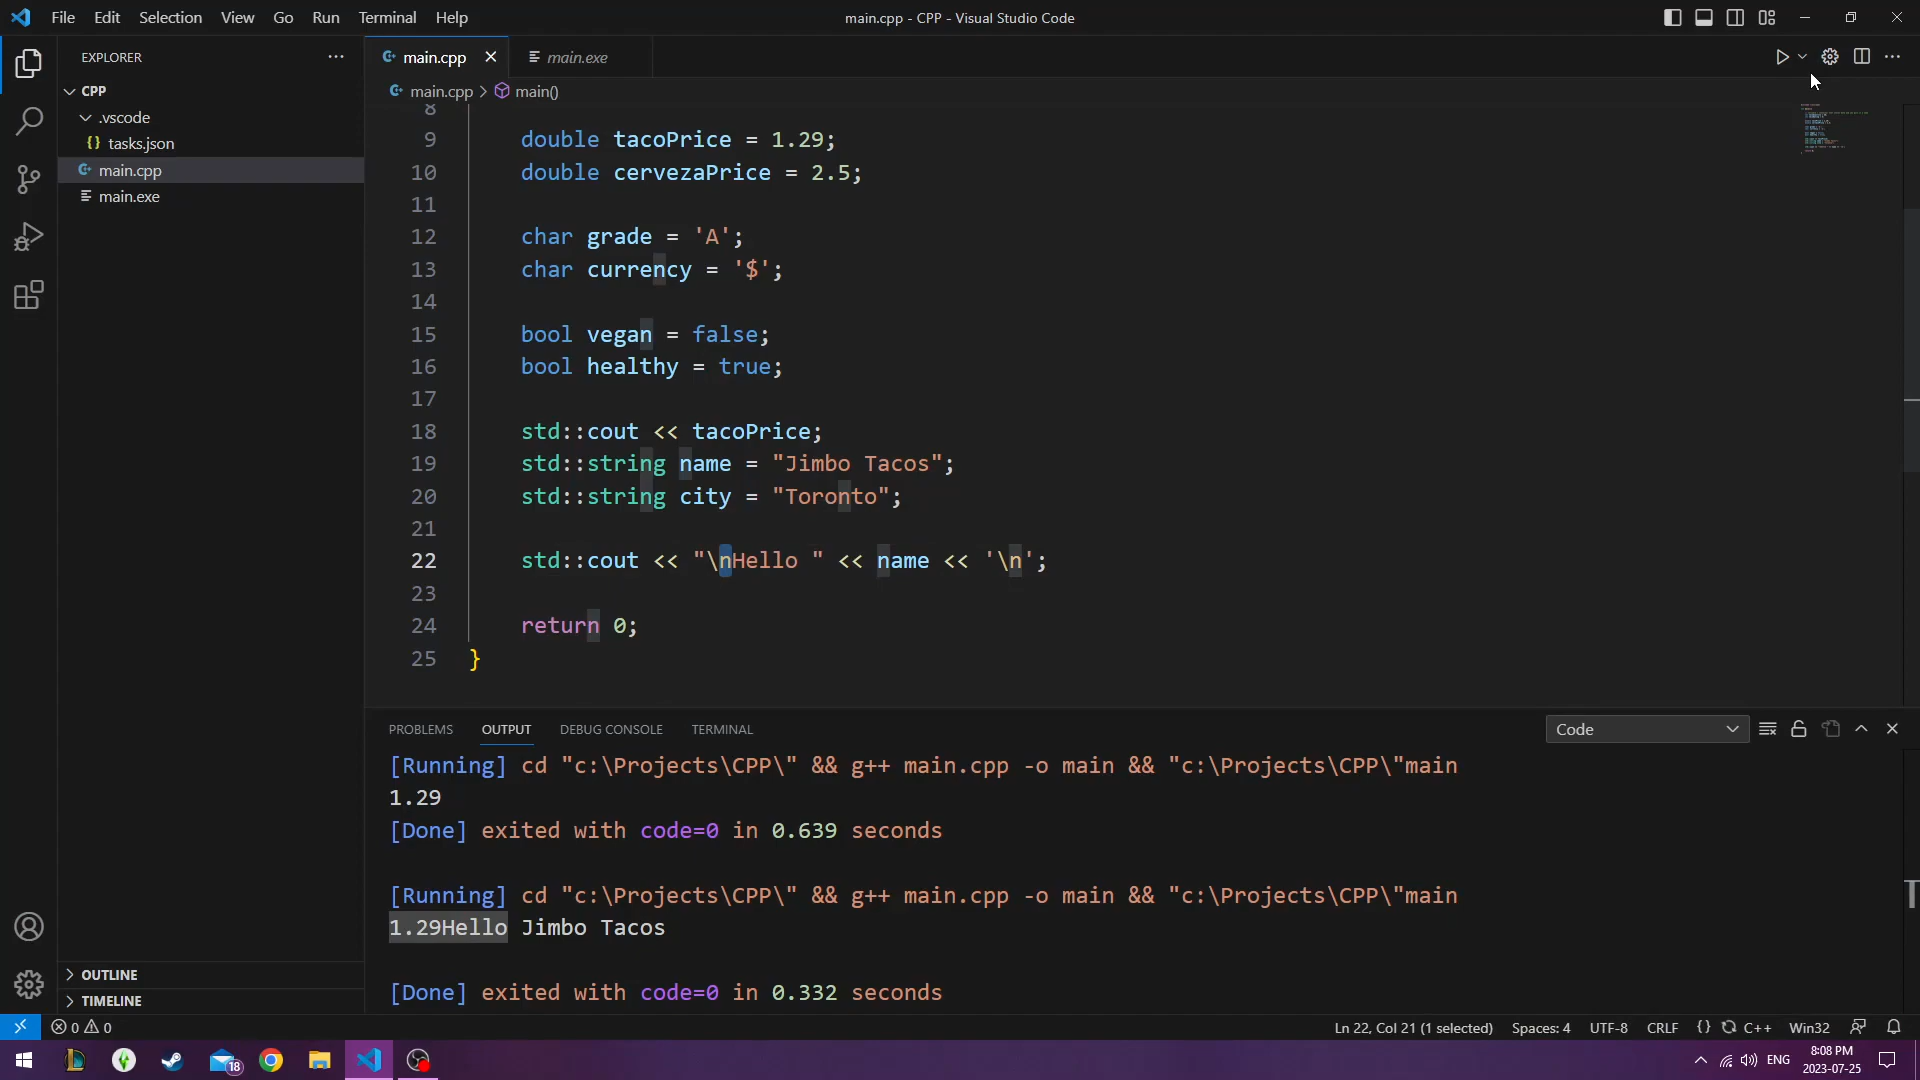 File Edit Selection View Go Run Terminal Help
main.cpp - CPP - Visual Studio Code
EXPLORER
CPP
.vscode
{} tasks.json
main.cpp
main.exe
OUTLINE
TIMELINE
main.cpp
main.exe
main.cpp > main()
8
9 double tacoPrice = 1.29;
10 double cervezaPrice = 2.5;
11
12 char grade = 'A';
13 char currency = '$';
14
15 bool vegan = false;
16 bool healthy = true;
17
18 std::cout << tacoPrice;
19 std::string name = "Jimbo Tacos";
20 std::string city = "Toronto";
21
22 std::cout << "\nHello " << name << '\n';
23
24 return 0;
25 }
PROBLEMS OUTPUT DEBUG CONSOLE TERMINAL
Code
[Running] cd "c:\Projects\CPP\" && g++ main.cpp -o main && "c:\Projects\CPP\"main
1.29
[Done] exited with code=0 in 0.639 seconds
[Running] cd "c:\Projects\CPP\" && g++ main.cpp -o main && "c:\Projects\CPP\"main
1.29Hello Jimbo Tacos
[Done] exited with code=0 in 0.332 seconds
0 0
Ln 22, Col 21 (1 selected) Spaces: 4 UTF-8 CRLF {} C++ Win32
18
ENG
8:08 PM
2023-07-25